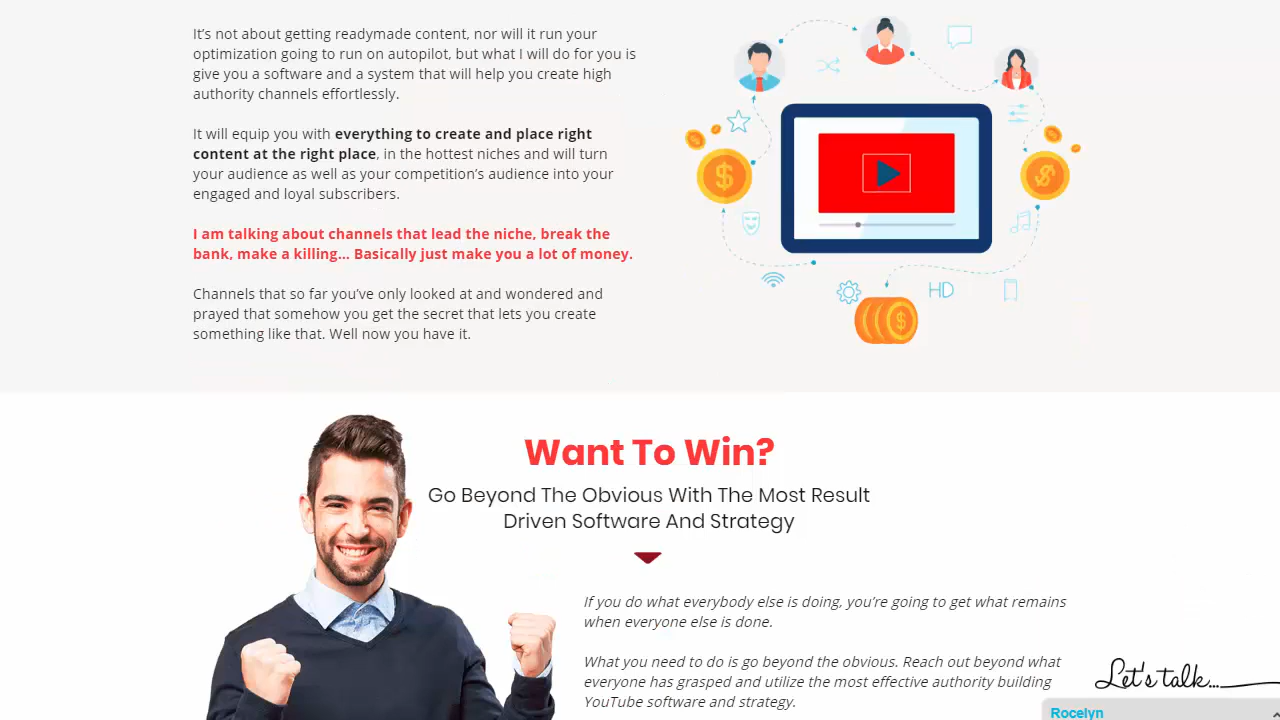 It's not about getting readymade content, nor will it run your
optimization going to run on autopilot, but what I will do for you is
give you a software and a system that will help you create high
authority channels effortlessly.
It will equip you with everything to create and place right
content at the right place, in the hottest niches and will turn
your audience as well as your competition's audience into your
engaged and loyal subscribers.
I am talking about channels that lead the niche, break the
bank, make a killing... Basically just make you a lot of money.
Channels that so far you've only looked at and wondered and
prayed that somehow you get the secret that lets you create
something like that. Well now you have it.
HD
Want To Win?
Go Beyond The Obvious With The Most Result
Driven Software And Strategy
If you do what everybody else is doing, you're going to get what remains
when everyone else is done.
What you need to do is go beyond the obvious. Reach out beyond what
everyone has grasped and utilize the most effective authority building
YouTube software and strategy.
Let's talk...
Rocelyn